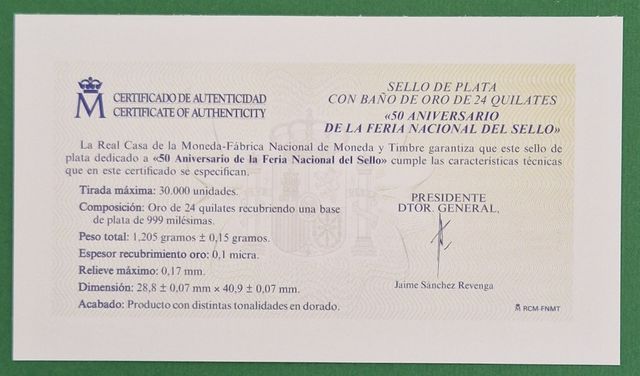 CERTIFICADO DE AUTENTICIDAD
CERTIFICATE OF AUTHENTICITY
SELLO DE PLATA
CON BAÑO DE ORO DE 24 QUILATES
«50 ANIVERSARIO
DE LA FERIA NACIONAL DEL SELLO»
La Real Casa de la Moneda-Fábrica Nacional de Moneda y Timbre garantiza que este sello de
plata dedicado a «50 Aniversario de la Feria Nacional del Sello» cumple las características técnicas
que en este certificado se especifican.
Tirada máxima: 30.000 unidades.
Composición: Oro de 24 quilates recubriendo una base
de plata de 999 milésimas.
Peso total: 1,205 gramos ± 0,15 gramos.
Espesor recubrimiento oro: 0,1 micra.
Relieve máximo: 0,17 mm.
Dimensión: 28,8 ± 0,07 mm × 40,9 ± 0,07 mm.
Acabado: Producto con distintas tonalidades en dorado.
PRESIDENTE
DTOR. GENERAL,
Jaime Sánchez Revenga
M RCM-FNMT